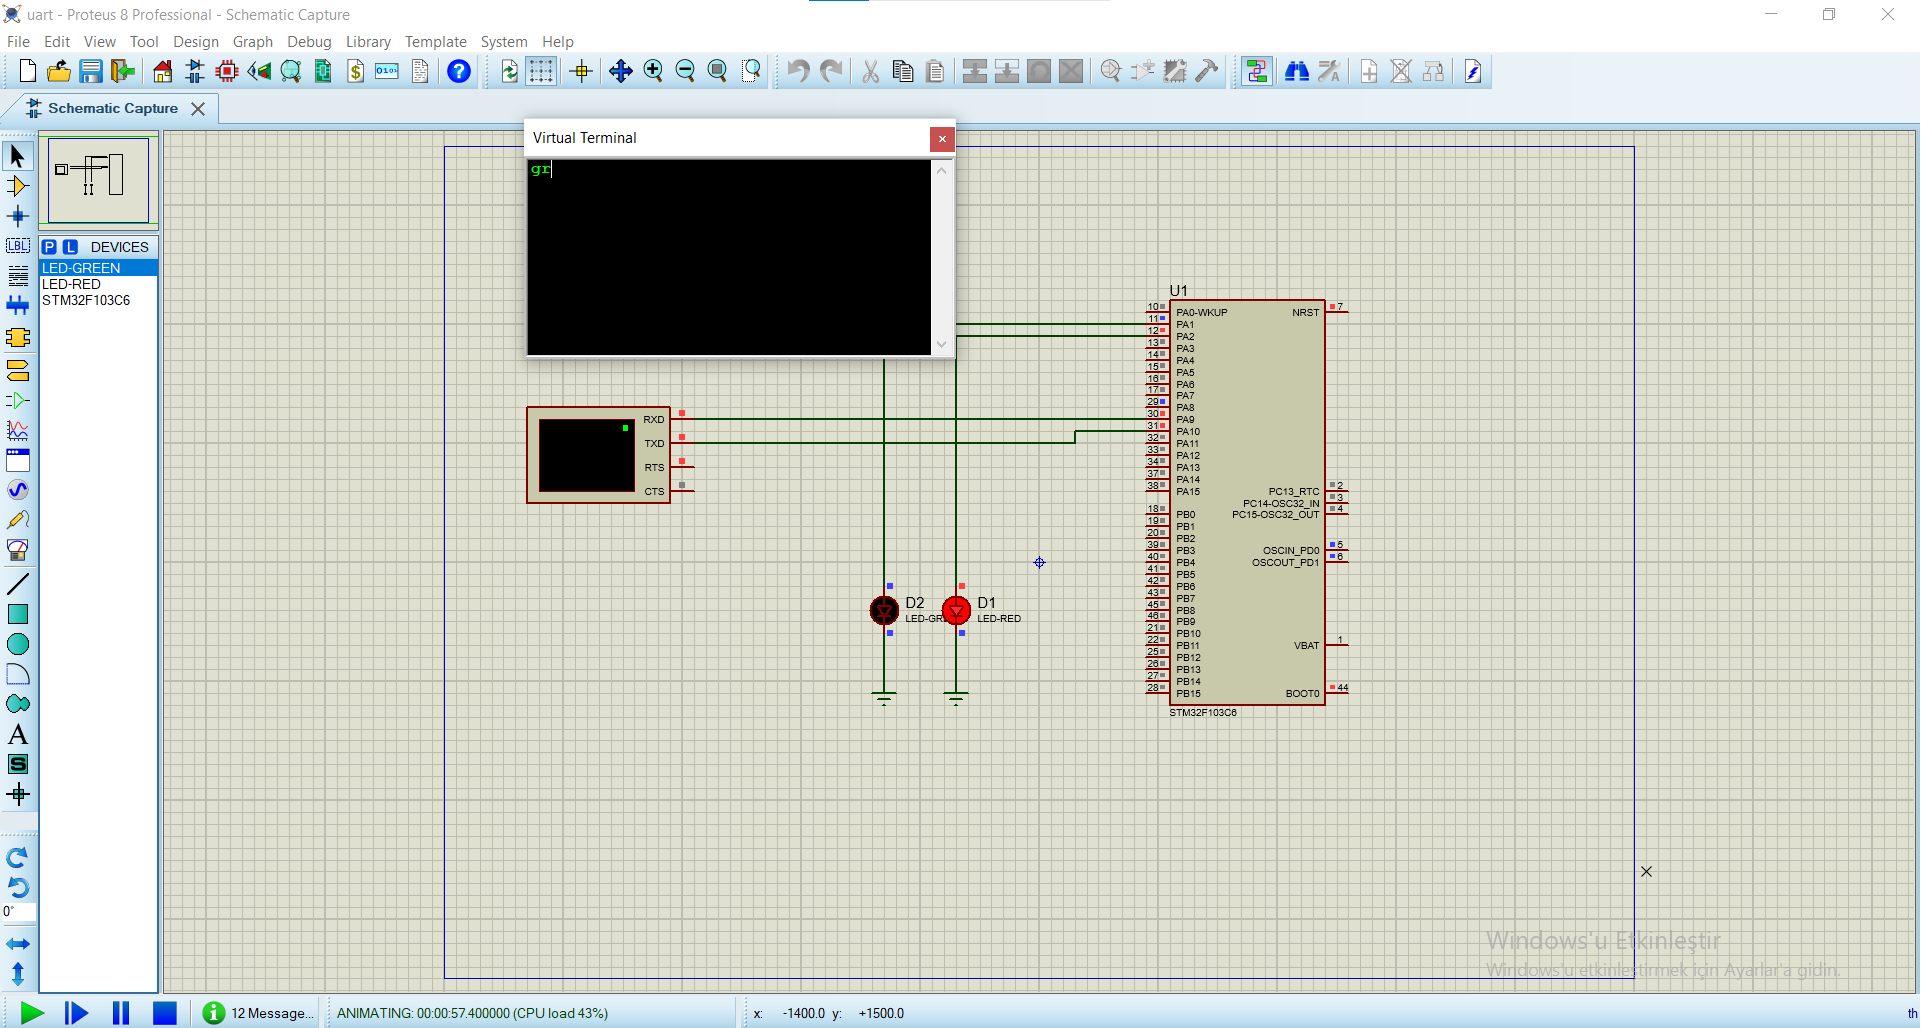 uart - Proteus 8 Professional - Schematic Capture
File Edit View Tool Design Graph Debug Library Template System Help
Schematic Capture
Virtual Terminal
gr
P L DEVICES
LED-GREEN
LED-RED
STM32F103C6
LBL
A
S
0°
U1
10 PA0-WKUP NRST 7
11 PA1
12 PA2
13 PA3
14 PA4
15 PA5
16 PA6
17 PA7
29 PA8
30 PA9
31 PA10
32 PA11
33 PA12
34 PA13
37 PA14
38 PA15 PC13_RTC 2
PC14-OSC32_IN 3
18 PB0 PC15-OSC32_OUT 4
19 PB1
20 PB2
39 PB3 OSCIN_PD0 5
40 PB4 OSCOUT_PD1 6
41 PB5
42 PB6
43 PB7
45 PB8
46 PB9
21 PB10
22 PB11 VBAT 1
25 PB12
26 PB13
27 PB14
28 PB15 BOOT0 44
STM32F103C6
RXD
TXD
RTS
CTS
D2
LED-GR
D1
LED-RED
Windows'u Etkinleştir
Windows'u etkinleştirmek için Ayarlar'a gidin.
12 Message... ANIMATING: 00:00:57.400000 (CPU load 43%) x: -1400.0 y: +1500.0 th